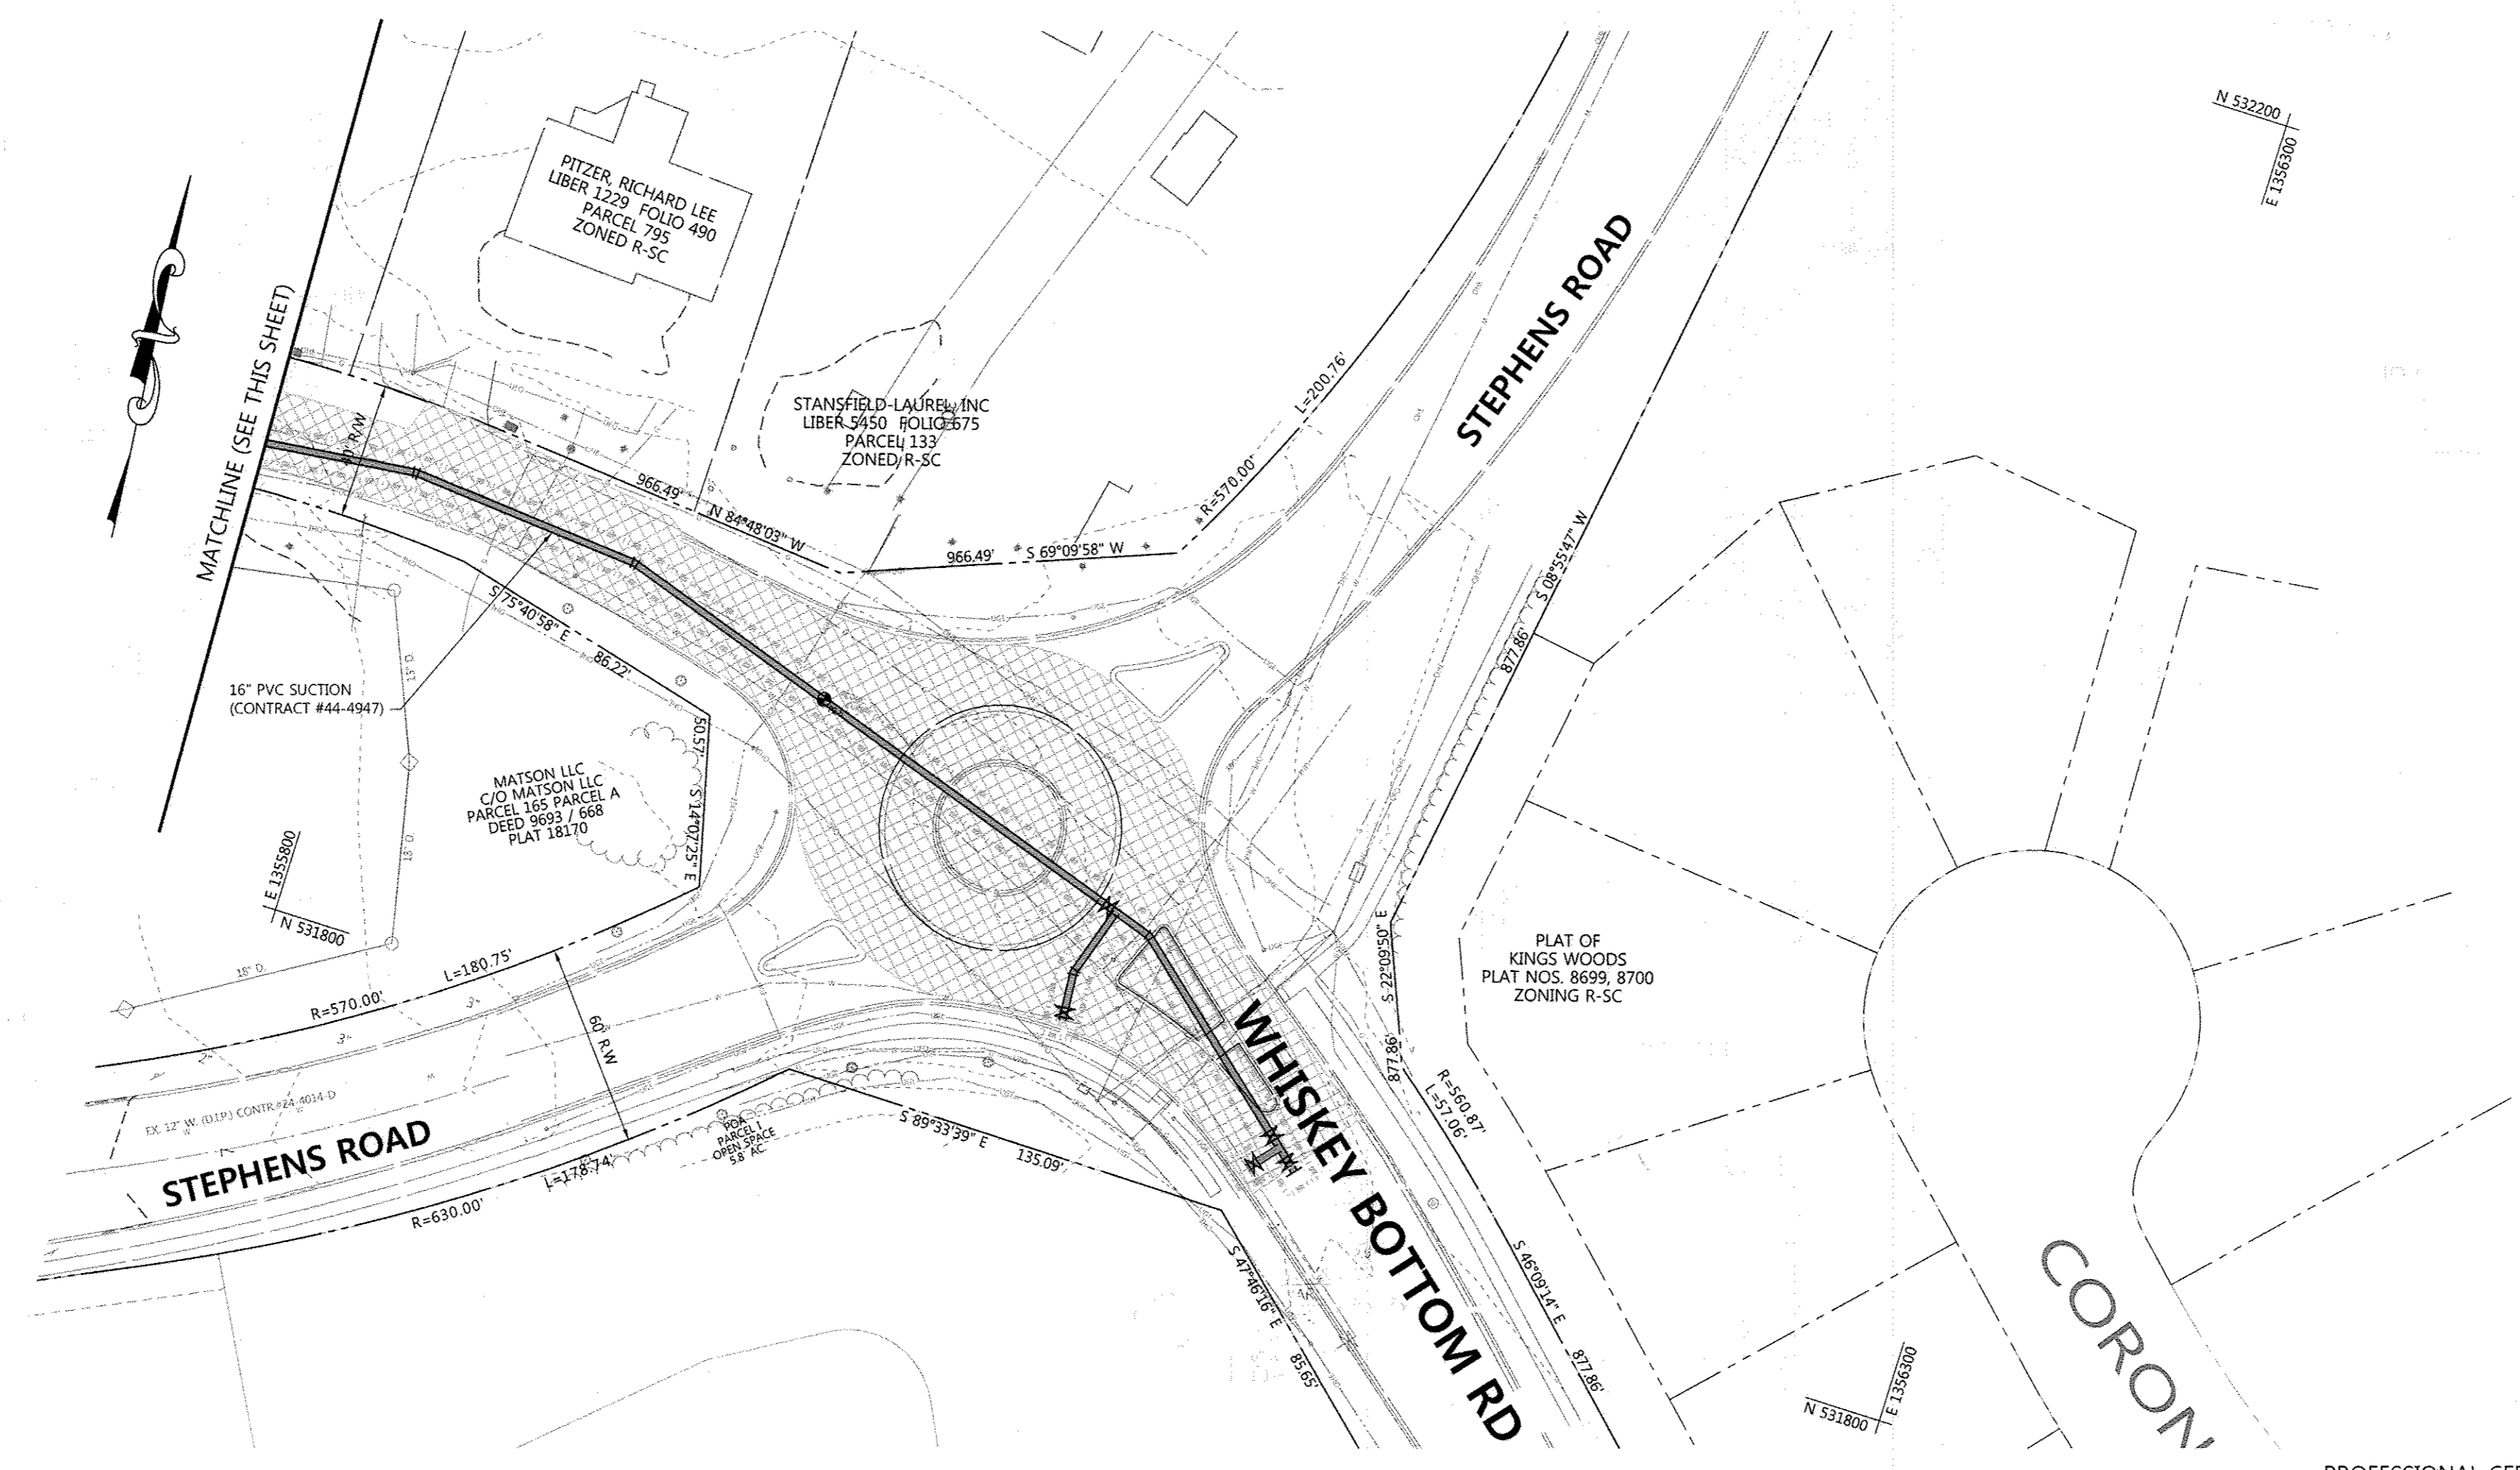 N 532200
E 1356300
PITZER, RICHARD LEE
LIBER 1229 FOLIO 490
PARCEL 795
ZONED R-SC
STEPHENS ROAD
MATCHLINE (SEE THIS SHEET)
L=200.76'
R=570.00'
STANSFIELD-LAUREL, INC
LIBER 5450 FOLIO 675
PARCEL 133
ZONED R-SC
966.49'
N 84°48'03" W
966.49'
S 69°09'58" W
S 08°55'47" W
877.86'
S 75°40'58" E
86.22'
15" D.
16" PVC SUCTION
(CONTRACT #44-4947)
50.57'
S 14°07'25" E
MATSON LLC
C/O MATSON LLC
PARCEL 165 PARCEL A
DEED 9693 / 668
PLAT 18170
18" D.
E 1355800
N 531800
18" D.
L=180.75'
R=570.00'
60' R.W
PLAT OF
KINGS WOODS
PLAT NOS. 8699, 8700
ZONING R-SC
S 22°09'50" E
877.86'
R=560.87'
L=57.06'
WHISKEY BOTTOM RD
EX. 12" W. (D.I.P.) CONTR.#24-4014-D
STEPHENS ROAD
PARCEL I
OPEN SPACE
S 89°33'39" E
135.09'
L=178.74'
R=630.00'
S 47°46'16" E
85.65'
S 46°09'14" E
877.86'
N 531800
E 1356300
CORON